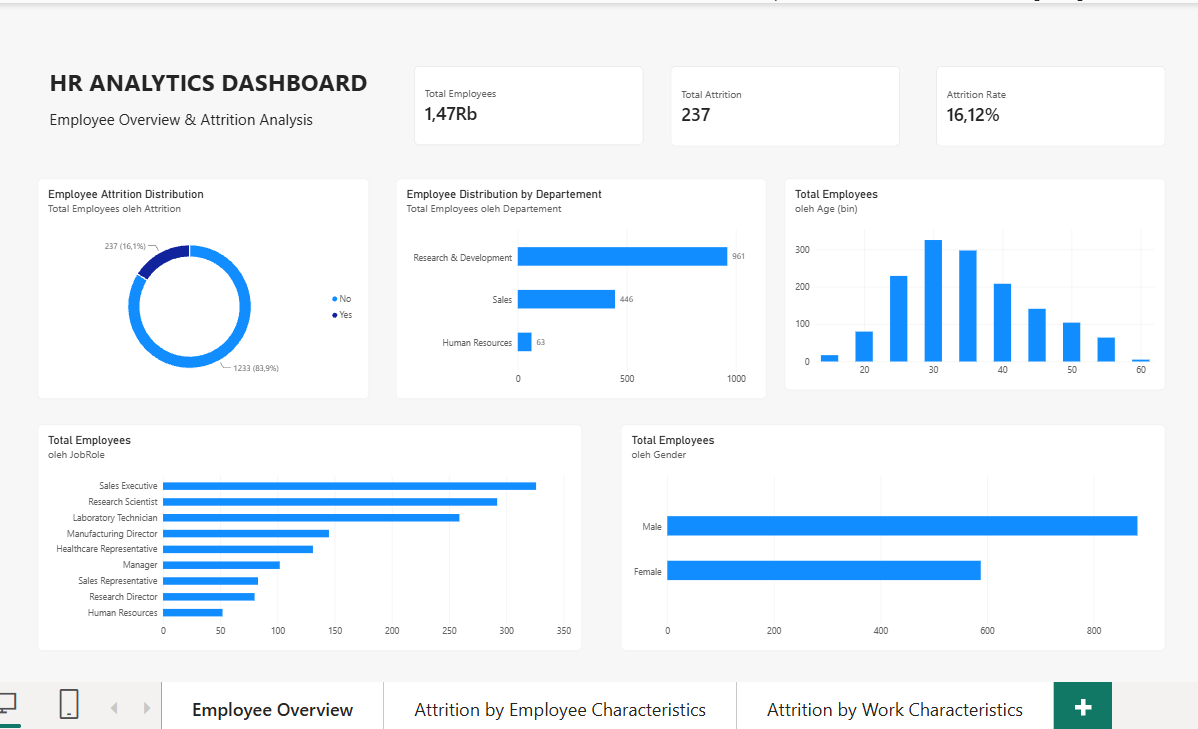 HR ANALYTICS DASHBOARD
Employee Overview & Attrition Analysis
Total Employees
1,47Rb
Total Attrition
237
Attrition Rate
16,12%
Employee Attrition Distribution
Total Employees oleh Attrition
237 (16,1%)
No
Yes
1233 (83,9%)
Employee Distribution by Departement
Total Employees oleh Departement
Research & Development
961
Sales
446
Human Resources
63
0 500 1000
Total Employees
oleh Age (bin)
300
200
100
0
20 30 40 50 60
Total Employees
oleh JobRole
Sales Executive
Research Scientist
Laboratory Technician
Manufacturing Director
Healthcare Representative
Manager
Sales Representative
Research Director
Human Resources
0 50 100 150 200 250 300 350
Total Employees
oleh Gender
Male
Female
0 200 400 600 800
Employee Overview
Attrition by Employee Characteristics
Attrition by Work Characteristics